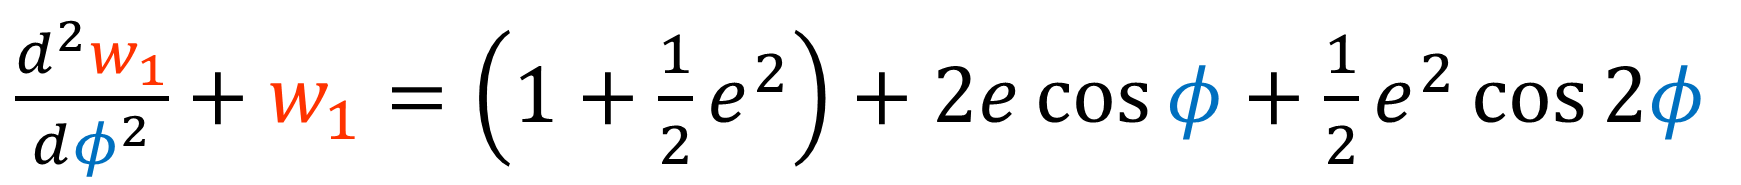 d²w₁/dϕ² + w₁ = (1 + ½e²) + 2e cos ϕ + ½e² cos 2ϕ